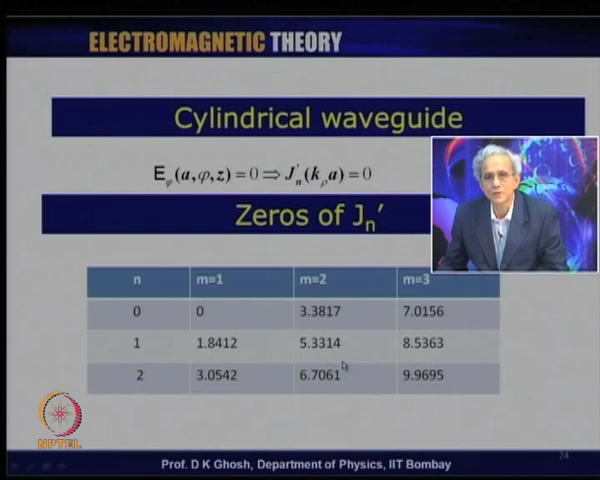 ELECTROMAGNETIC THEORY
Cylindrical waveguide
E_φ(a,φ,z) = 0 ⇒ J_n'(k_ρ a) = 0
Zeros of J_n′
n m=1 m=2 m=3
0 0 3.3817 7.0156
1 1.8412 5.3314 8.5363
2 3.0542 6.7061 9.9695
NPTEL
24
Prof. D K Ghosh, Department of Physics, IIT Bombay